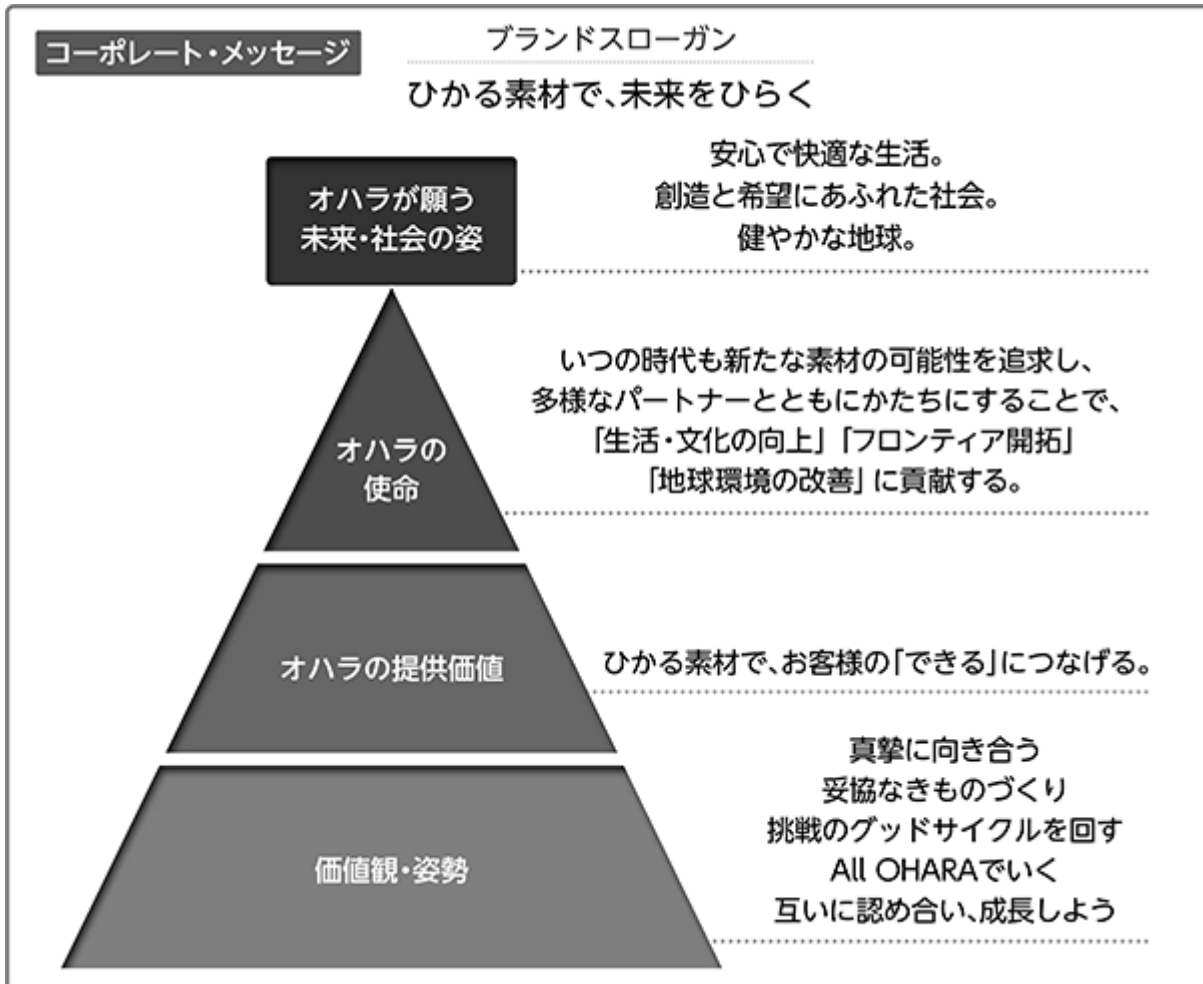 コーポレート・メッセージ
ブランドスローガン
ひかる素材で、未来をひらく
オハラが願う
未来・社会の姿
安心で快適な生活。
創造と希望にあふれた社会。
健やかな地球。
オハラの
使命
いつの時代も新たな素材の可能性を追求し、
多様なパートナーとともにかたちにすることで、
「生活・文化の向上」「フロンティア開拓」
「地球環境の改善」に貢献する。
オハラの提供価値
ひかる素材で、お客様の「できる」につなげる。
価値観・姿勢
真摯に向き合う
妥協なきものづくり
挑戦のグッドサイクルを回す
All OHARAでいく
互いに認め合い、成長しよう